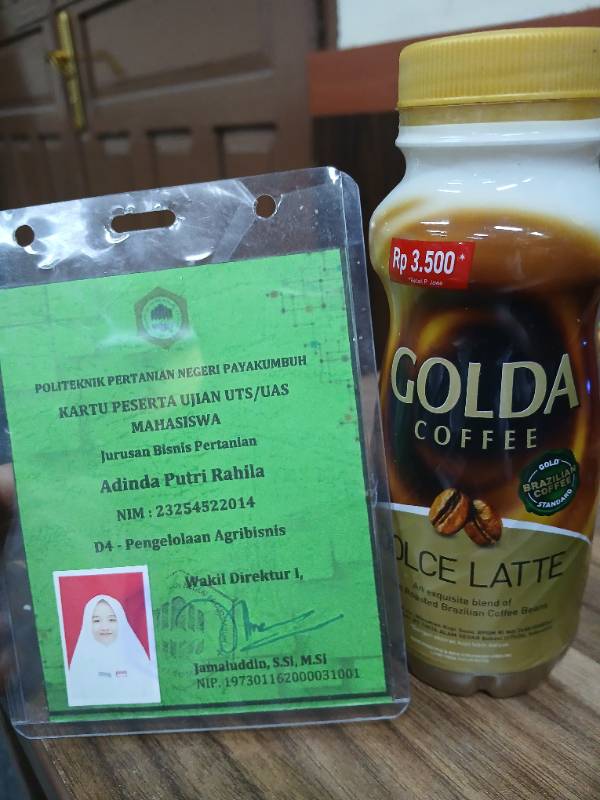 POLITEKNIK PERTANIAN NEGERI PAYAKUMBUH
KARTU PESERTA UJIAN UTS/UAS
MAHASISWA
Jurusan Bisnis Pertanian
Adinda Putri Rahila
NIM : 23254522014
D4 - Pengelolaan Agribisnis
Wakil Direktur I,
Jamaluddin, S.Si, M.Si
NIP. 197301162000031001
Rp 3.500*
GOLDA
COFFEE
GOLD
BRAZILIAN
COFFEE
STANDARD
OLCE LATTE
An exquisite blend of
Roasted Brazilian Coffee Beans